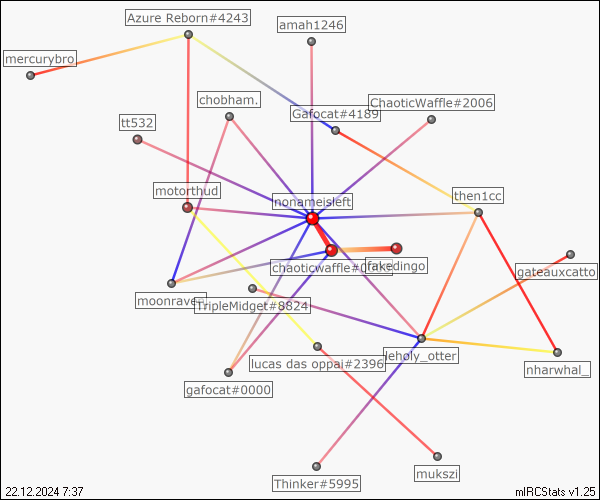 Azure Reborn#4243
amah1246
mercurybro
chobham.
ChaoticWaffle#2006
Gafocat#4189
tt532
motorthud
then1cc
nonameisleft
chaoticwaffle#0
fakedingo
gateauxcatto
moonrave
TripleMidget#8824
leholy_otter
lucas das oppai#2396
nharwhal_
gafocat#0000
mukszi
Thinker#5995
22.12.2024 7:37
mIRCStats v1.25